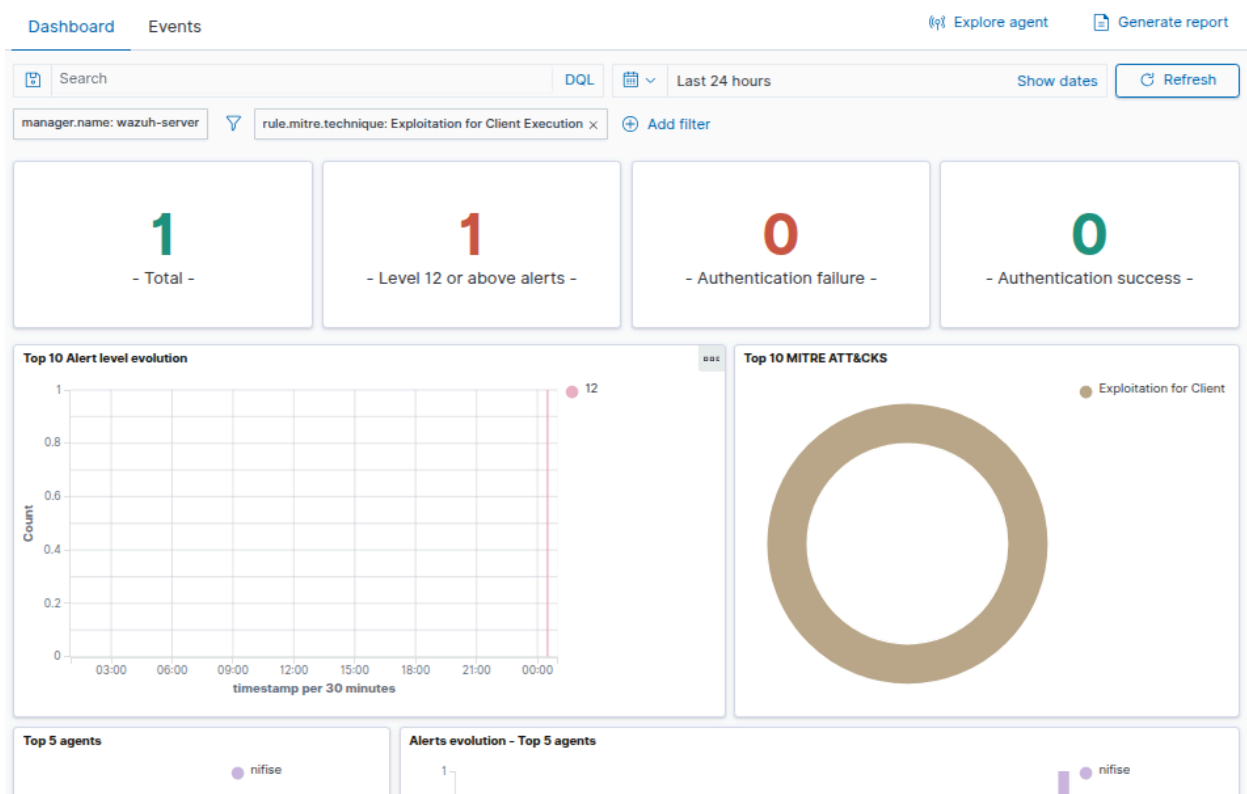 Dashboard Events Explore agent Generate report
Search DQL Last 24 hours Show dates Refresh
manager.name: wazuh-server rule.mitre.technique: Exploitation for Client Execution × Add filter
1 1 0 0
- Total - - Level 12 or above alerts - - Authentication failure - - Authentication success -
Top 10 Alert level evolution
1
0.8
0.6
0.4
0.2
0
Count
03:00 06:00 09:00 12:00 15:00 18:00 21:00 00:00
timestamp per 30 minutes
12
Top 10 MITRE ATT&CKS
Exploitation for Client
Top 5 agents
nifise
Alerts evolution - Top 5 agents
1
nifise